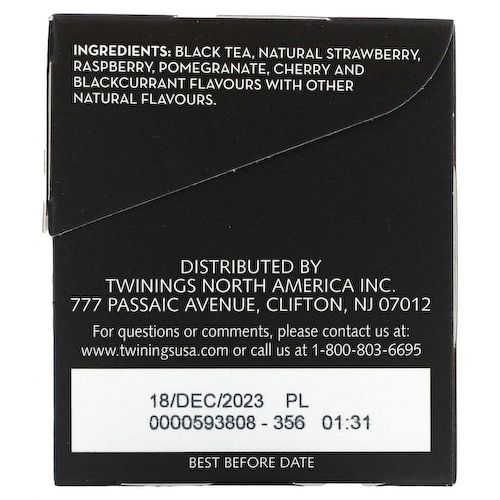 INGREDIENTS: BLACK TEA, NATURAL STRAWBERRY,
RASPBERRY, POMEGRANATE, CHERRY AND
BLACKCURRANT FLAVOURS WITH OTHER
NATURAL FLAVOURS.
DISTRIBUTED BY
TWININGS NORTH AMERICA INC.
777 PASSAIC AVENUE, CLIFTON, NJ 07012
For questions or comments, please contact us at:
www.twiningsusa.com or call us at 1-800-803-6695
18/DEC/2023 PL
0000593808 - 356 01:31
BEST BEFORE DATE